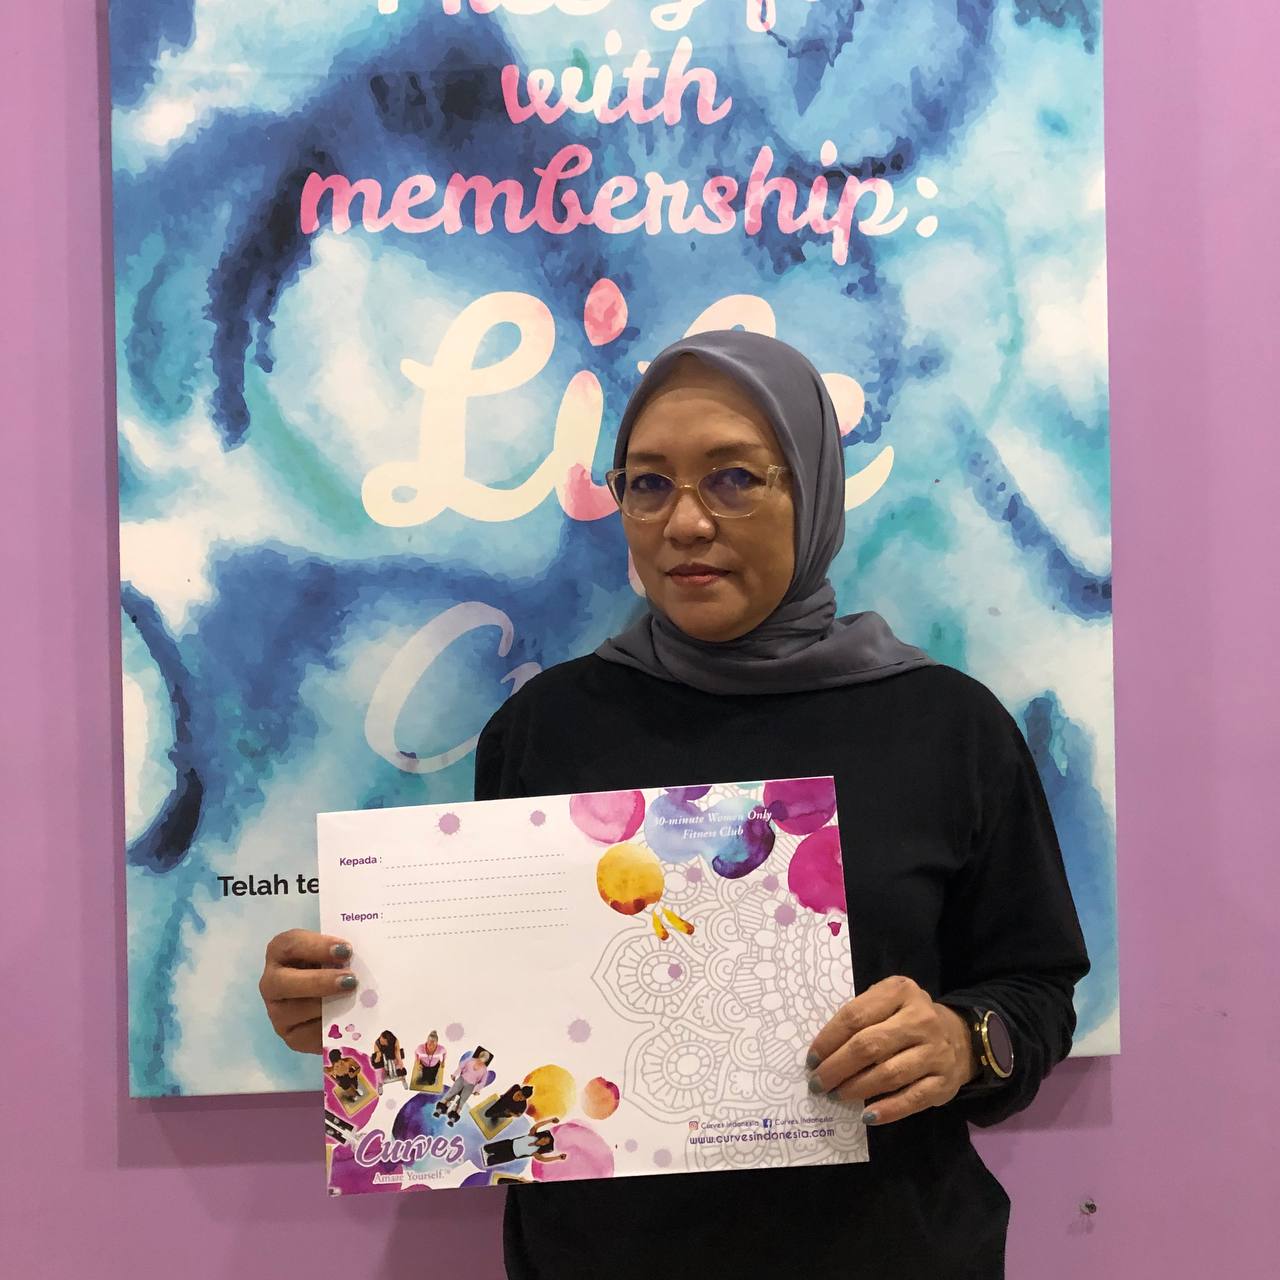 with
membership:
Telah te
Kepada :
Telepon :
30-minute Women Only
Fitness Club
Curves
Amaze Yourself.™
Curves Indonesia Curves Indonesia
www.curvesindonesia.com